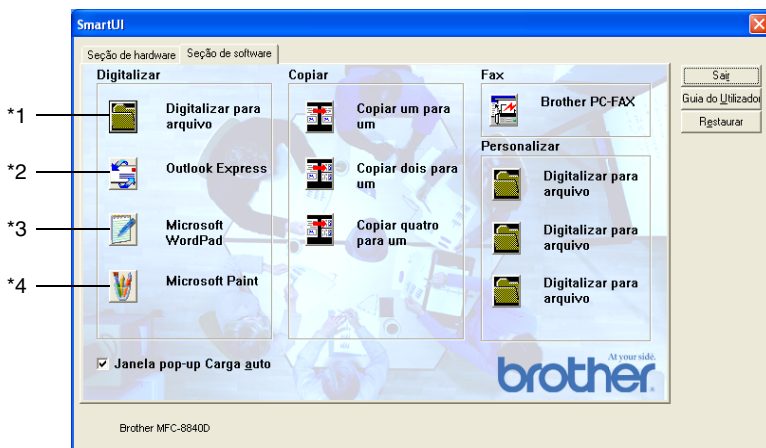 SmartUI
Seção de hardware
Seção de software
Digitalizar
*1
Digitalizar para
arquivo
*2
Outlook Express
*3
Microsoft
WordPad
*4
Microsoft Paint
Copiar
Copiar um para
um
Copiar dois para
um
Copiar quatro
para um
Fax
Brother PC-FAX
Personalizar
Digitalizar para
arquivo
Digitalizar para
arquivo
Digitalizar para
arquivo
Sair
Guia do Utilizador
Restaurar
Janela pop-up Carga auto
At your side.
brother
Brother MFC-8840D